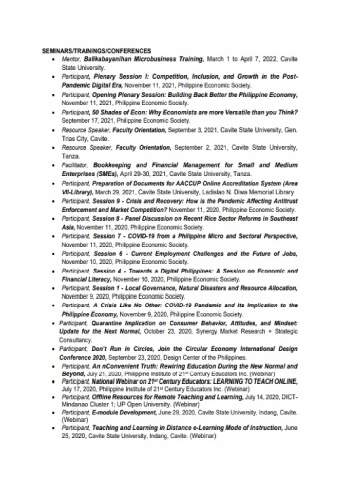 SEMINARS/TRAININGS/CONFERENCES
• Mentor, Balikabayanihan Microbusiness Training, March 1 to April 7, 2022, Cavite
State University.
• Participant, Plenary Session I: Competition, Inclusion, and Growth in the Post-
Pandemic Digital Era, November 11, 2021, Philippine Economic Society.
• Participant, Opening Plenary Session: Building Back Better the Philippine Economy,
November 11, 2021, Philippine Economic Society.
• Participant, 50 Shades of Econ: Why Economists are more Versatile than you Think?
September 17, 2021, Philippine Economic Society.
• Resource Speaker, Faculty Orientation, September 3, 2021, Cavite State University, Gen.
Trias City, Cavite.
• Resource Speaker, Faculty Orientation, September 2, 2021, Cavite State University,
Tanza.
• Facilitator, Bookkeeping and Financial Management for Small and Medium
Enterprises (SMEs), April 29-30, 2021, Cavite State University, Tanza.
• Participant, Preparation of Documents for AACCUP Online Accreditation System (Area
VII-Library), March 29, 2021, Cavite State University, Ladislao N. Diwa Memorial Library
• Participant, Session 9 - Crisis and Recovery: How is the Pandemic Affecting Antitrust
Enforcement and Market Competition? November 11, 2020, Philippine Economic Society.
• Participant, Session 8 - Panel Discussion on Recent Rice Sector Reforms in Southeast
Asia, November 11, 2020, Philippine Economic Society.
• Participant, Session 7 - COVID-19 from a Philippine Micro and Sectoral Perspective,
November 11, 2020, Philippine Economic Society.
• Participant, Session 6 - Current Employment Challenges and the Future of Jobs,
November 10, 2020, Philippine Economic Society.
• Participant, Session 4 - Towards a Digital Philippines: A Session on Economic and
Financial Literacy, November 10, 2020, Philippine Economic Society.
• Participant, Session 1 - Local Governance, Natural Disasters and Resource Allocation,
November 9, 2020, Philippine Economic Society.
• Participant, A Crisis Like No Other: COVID-19 Pandemic and Its Implication to the
Philippine Economy, November 9, 2020, Philippine Economic Society.
• Participant, Quarantine Implication on Consumer Behavior, Attitudes, and Mindset:
Update for the Next Normal, October 23, 2020, Synergy Market Research + Strategic
Consultancy.
• Participant, Don't Run in Circles, Join the Circular Economy International Design
Conference 2020, September 23, 2020, Design Center of the Philippines.
• Participant, An nConvenient Truth: Rewiring Education During the New Normal and
Beyond, July 21, 2020, Philippine Institute of 21st Century Educators Inc. (Webinar)
• Participant, National Webinar on 21st Century Educators: LEARNING TO TEACH ONLINE,
July 17, 2020, Philippine Institute of 21st Century Educators Inc. (Webinar)
• Participant, Offline Resources for Remote Teaching and Learning, July 14, 2020, DICT-
Mindanao Cluster 1; UP Open University. (Webinar)
• Participant, E-module Development, June 29, 2020, Cavite State University, Indang, Cavite.
(Webinar)
• Participant, Teaching and Learning in Distance e-Learning Mode of Instruction, June
25, 2020, Cavite State University, Indang, Cavite. (Webinar)